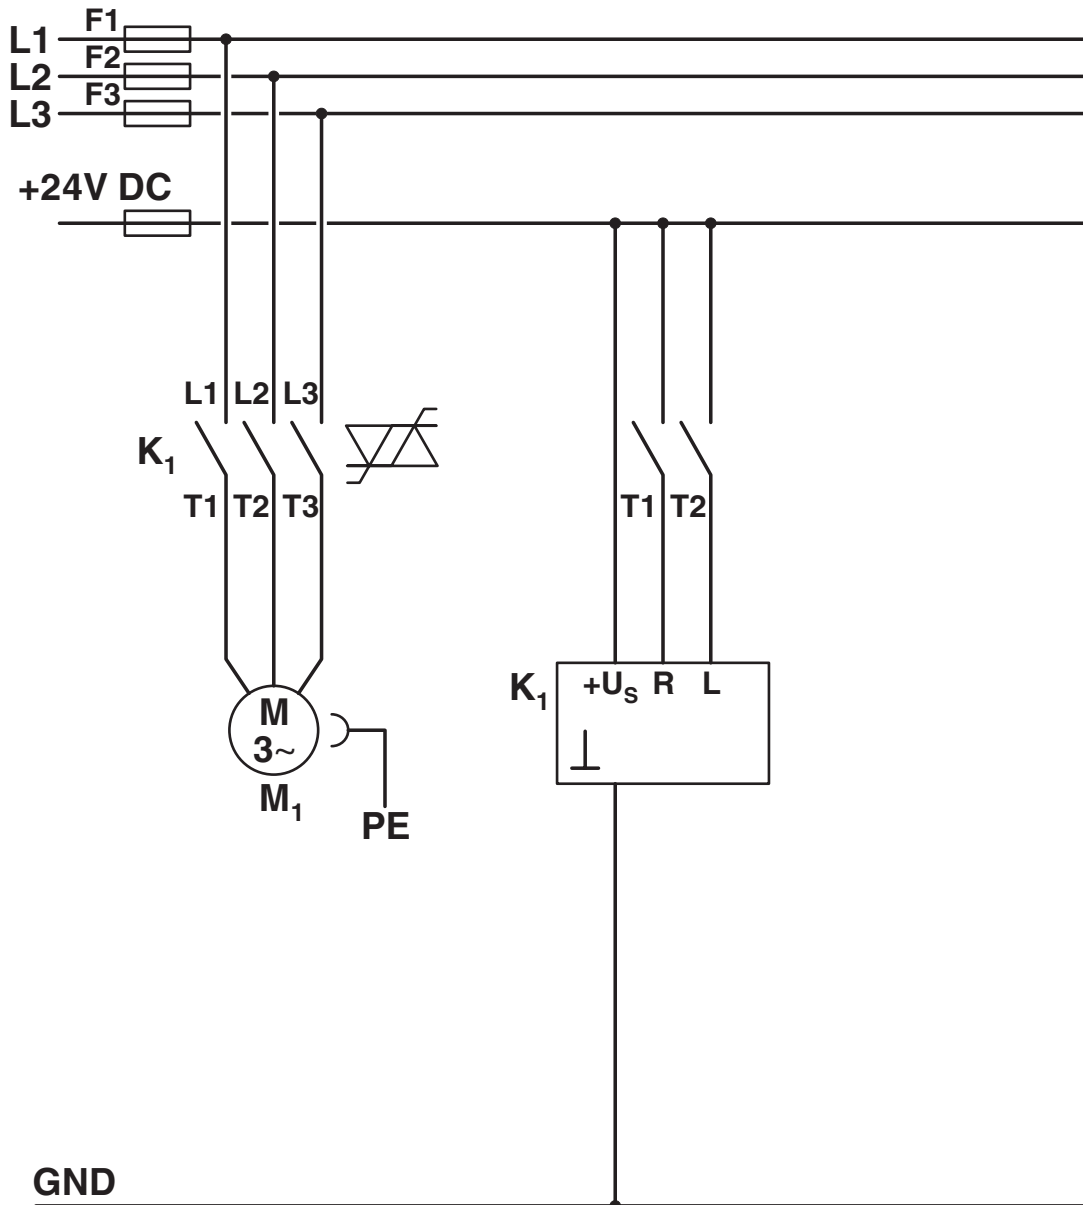 L1 F1
L2 F2
L3 F3
+24V DC
L1 L2 L3
K₁
T1 T2 T3
T1 T2
K₁ +U_S R L
M
3~
M₁
PE
GND